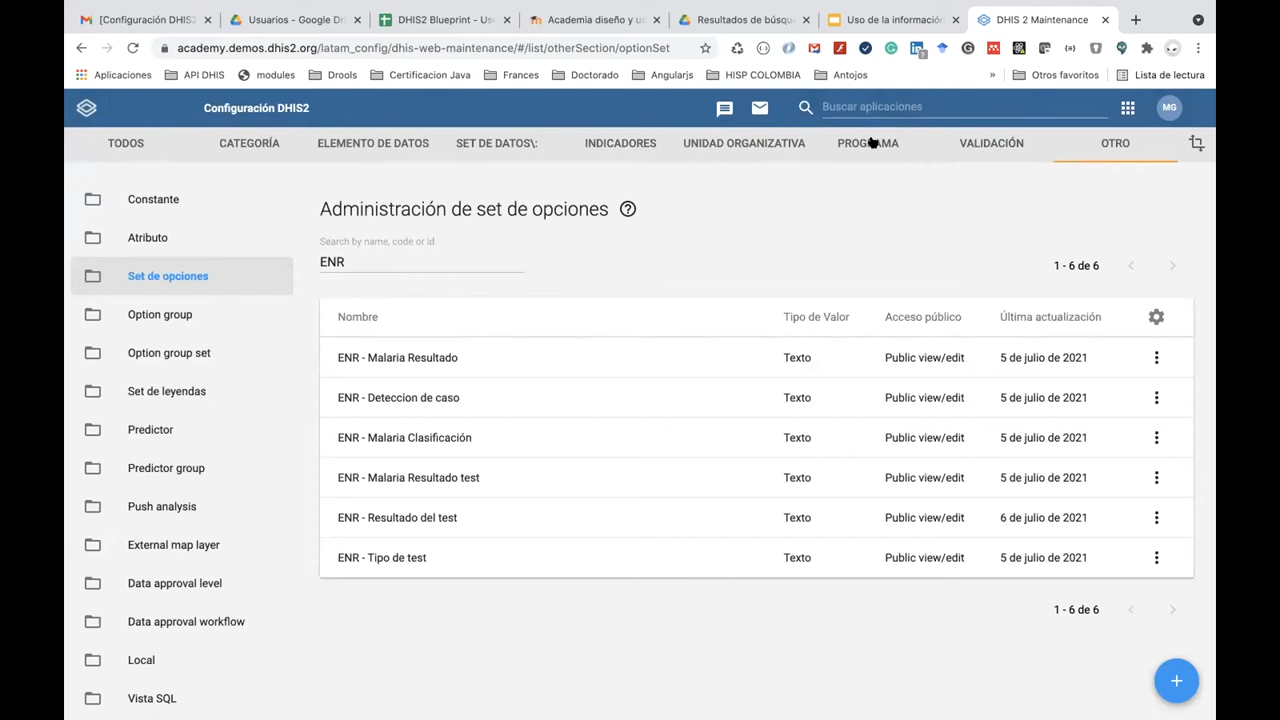 [Configuración DHIS2
Usuarios - Google Dri
DHIS2 Blueprint - Use
Academia diseño y us
Resultados de búsqu
Uso de la información
DHIS 2 Maintenance
academy.demos.dhis2.org/latam_config/dhis-web-maintenance/#/list/otherSection/optionSet
Aplicaciones
API DHIS
modules
Drools
Certificacion Java
Frances
Doctorado
Angularjs
HISP COLOMBIA
Antojos
»
Otros favoritos
Lista de lectura
Configuración DHIS2
Buscar aplicaciones
MG
TODOS
CATEGORÍA
ELEMENTO DE DATOS
SET DE DATOS\:
INDICADORES
UNIDAD ORGANIZATIVA
PROGRAMA
VALIDACIÓN
OTRO
Constante
Atributo
Set de opciones
Option group
Option group set
Set de leyendas
Predictor
Predictor group
Push analysis
External map layer
Data approval level
Data approval workflow
Local
Vista SQL
Administración de set de opciones
Search by name, code or id
ENR
1 - 6 de 6
Nombre Tipo de Valor Acceso público Última actualización
ENR - Malaria Resultado Texto Public view/edit 5 de julio de 2021
ENR - Deteccion de caso Texto Public view/edit 5 de julio de 2021
ENR - Malaria Clasificación Texto Public view/edit 5 de julio de 2021
ENR - Malaria Resultado test Texto Public view/edit 5 de julio de 2021
ENR - Resultado del test Texto Public view/edit 6 de julio de 2021
ENR - Tipo de test Texto Public view/edit 5 de julio de 2021
1 - 6 de 6